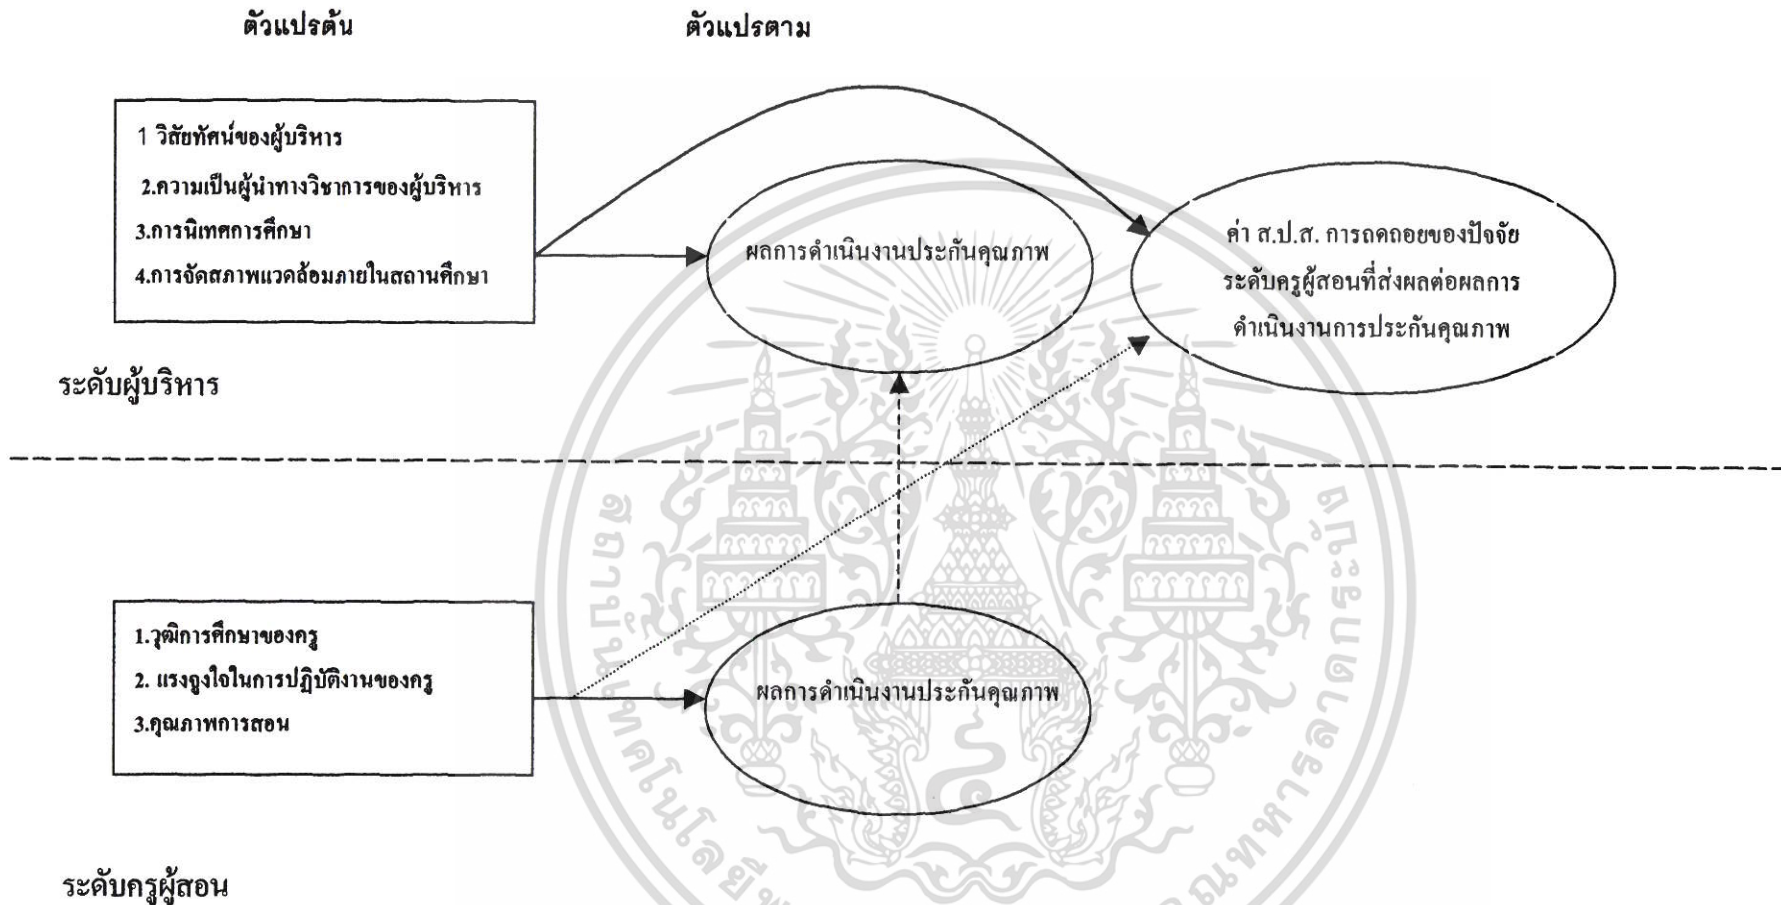 ตัวแปรต้น
ตัวแปรตาม
1 วิสัยทัศน์ของผู้บริหาร
2.ความเป็นผู้นำทางวิชาการของผู้บริหาร
3.การนิเทศการศึกษา
4.การจัดสภาพแวดล้อมภายในสถานศึกษา
ผลการดำเนินงานประกันคุณภาพ
ค่า ส.ป.ส. การถดถอยของปัจจัย
ระดับครูผู้สอนที่ส่งผลต่อผลการ
ดำเนินงานการประกันคุณภาพ
ระดับผู้บริหาร
1.วุฒิการศึกษาของครู
2. แรงจูงใจในการปฏิบัติงานของครู
3.คุณภาพการสอน
ผลการดำเนินงานประกันคุณภาพ
ระดับครูผู้สอน